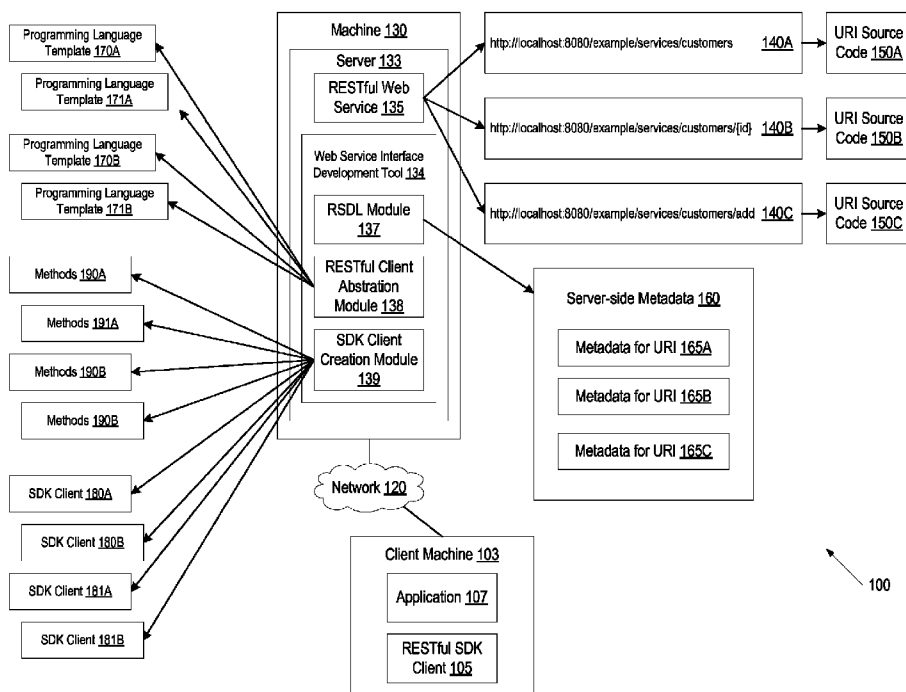 Programming Language
Template 170A
Programming Language
Template 171A
Programming Language
Template 170B
Programming Language
Template 171B
Methods 190A
Methods 191A
Methods 190B
Methods 190B
SDK Client 180A
SDK Client 180B
SDK Client 181A
SDK Client 181B
Machine 130
Server 133
RESTful Web
Service 135
Web Service Interface
Development Tool 134
RSDL Module
137
RESTful Client
Abstration Module
138
SDK Client
Creation Module
139
Network 120
Client Machine 103
Application
107
RESTful SDK
Client 105
http://localhost:8080/example/services/customers 140A
URI Source
Code 150A
http://localhost:8080/example/services/customers/{id} 140B
URI Source
Code 150B
http://localhost:8080/example/services/customers/add 140C
URI Source
Code 150C
Server-side Metadata 160
Metadata for URI 165A
Metadata for URI 165B
Metadata for URI 165C
100